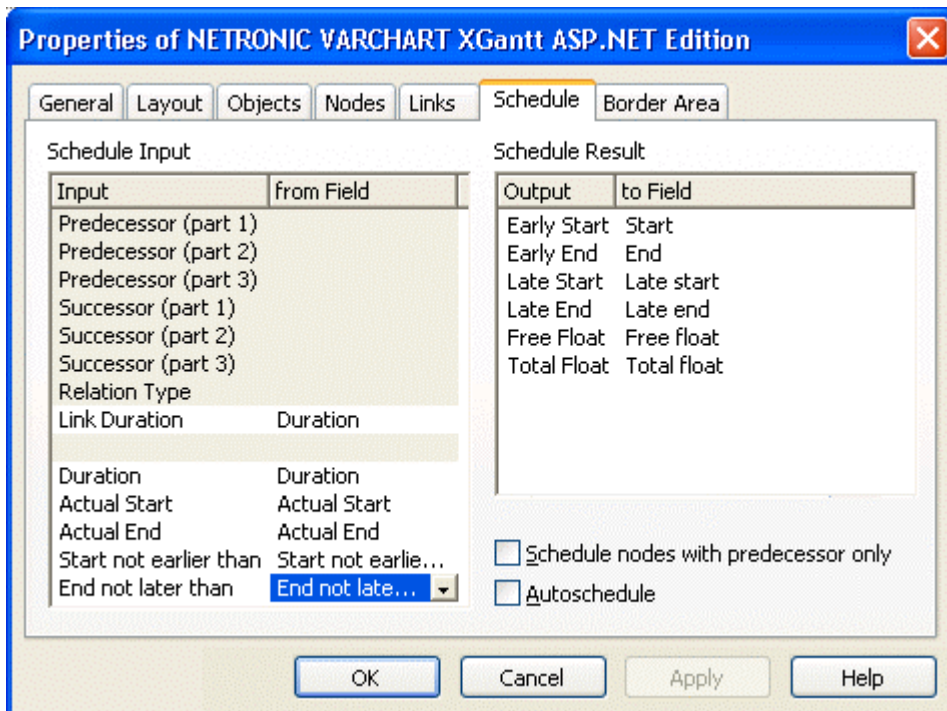 Properties of NETRONIC VARCHART XGantt ASP.NET Edition
General Layout Objects Nodes Links Schedule Border Area
Schedule Input
Input from Field
Predecessor (part 1)
Predecessor (part 2)
Predecessor (part 3)
Successor (part 1)
Successor (part 2)
Successor (part 3)
Relation Type
Link Duration Duration
Duration Duration
Actual Start Actual Start
Actual End Actual End
Start not earlier than Start not earlie...
End not later than End not late...
Schedule Result
Output to Field
Early Start Start
Early End End
Late Start Late start
Late End Late end
Free Float Free float
Total Float Total float
Schedule nodes with predecessor only
Autoschedule
OK Cancel Apply Help